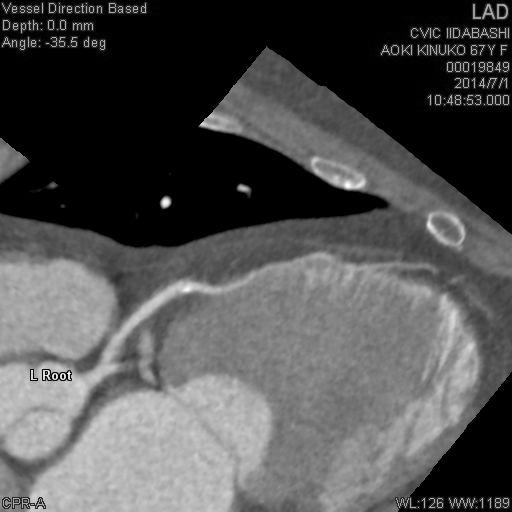 Vessel Direction Based
Depth: 0.0 mm
Angle: -35.5 deg
LAD
CVIC IIDABASHI
AOKI KINUKO 67Y F
00019849
2014/7/1
10:48:53.000
L Root
CPR-A
WL:126 WW:1189